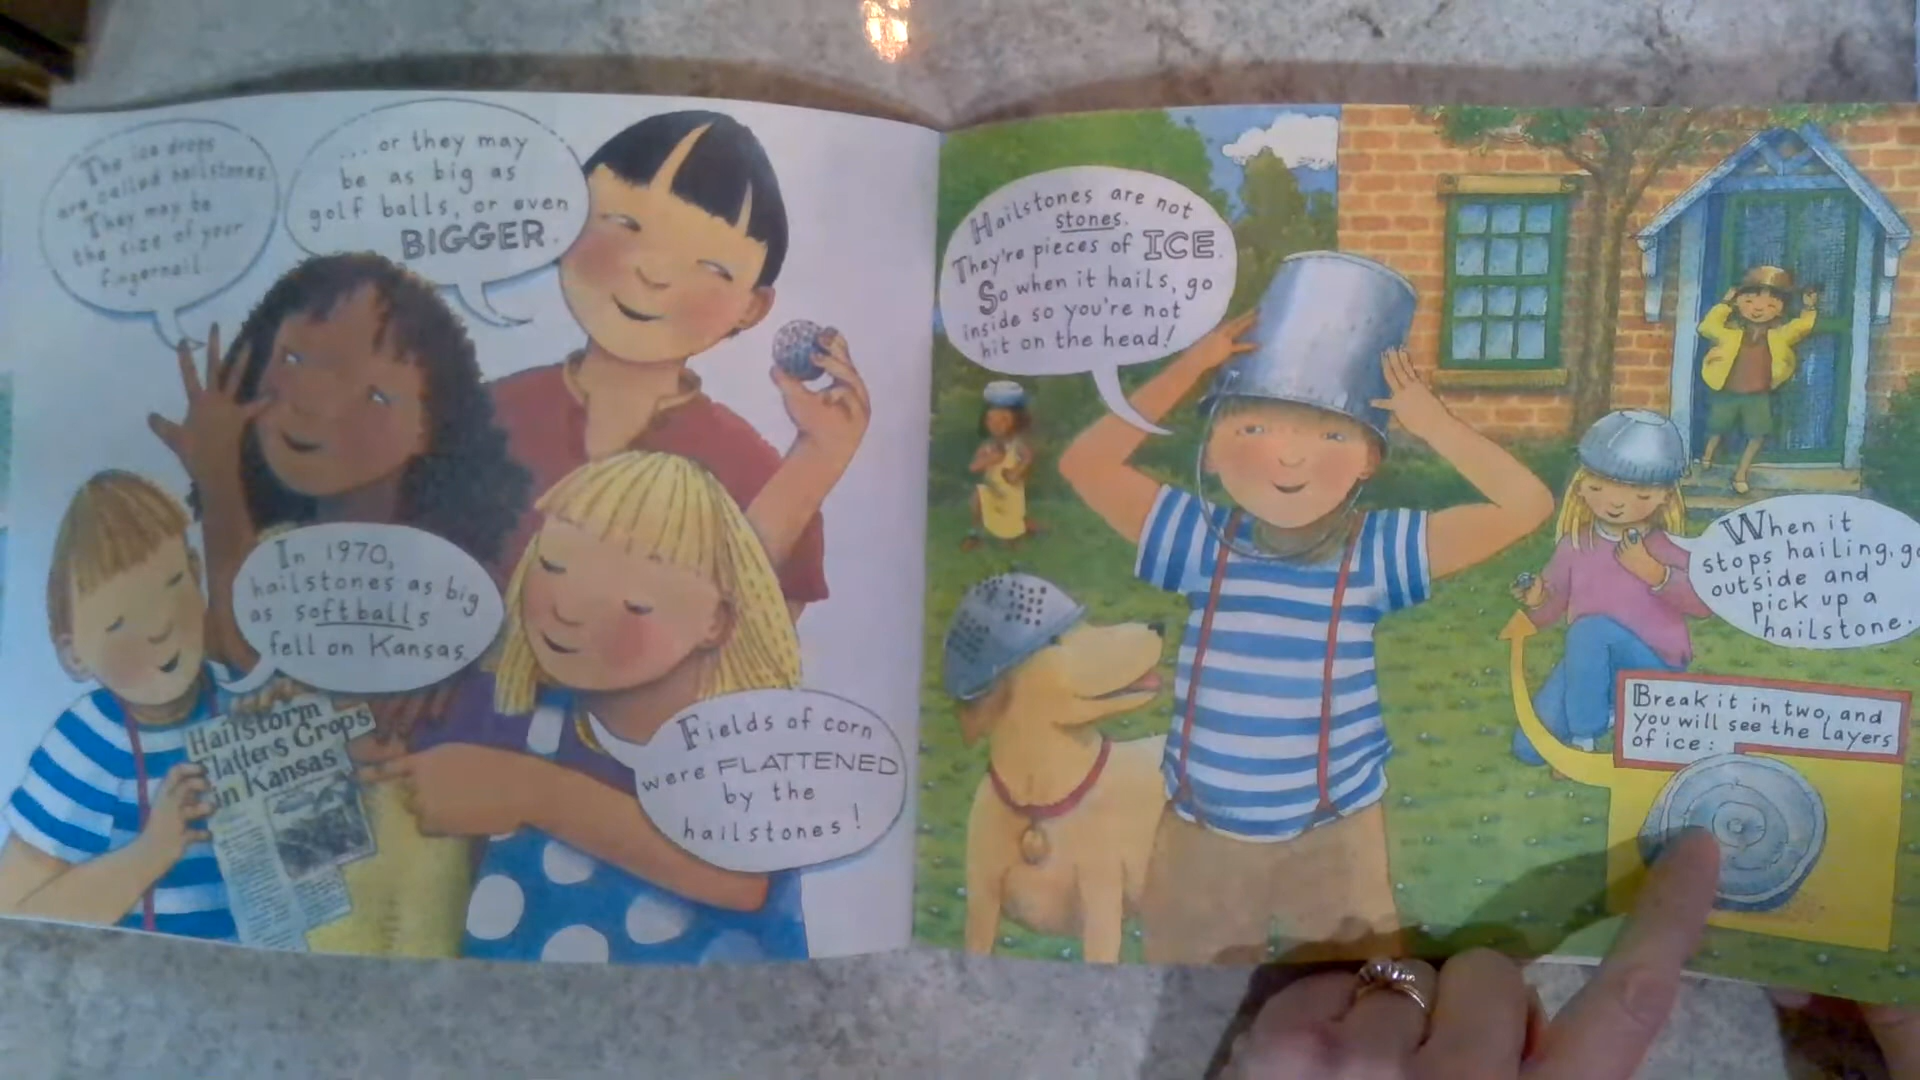 The ice drops
are called hailstones.
They may be
the size of your
fingernail
...or they may
be as big as
golf balls, or even
BIGGER.
In 1970,
hailstones as big
as softballs
fell on Kansas.
Hailstorm
Flatters Crops
in Kansas
Fields of corn
were FLATTENED
by the
hailstones!
Hailstones are not
stones.
They're pieces of ICE.
So when it hails, go
inside so you're not
hit on the head!
When it
stops hailing, go
outside and
pick up a
hailstone.
Break it in two, and
you will see the layers
of ice: